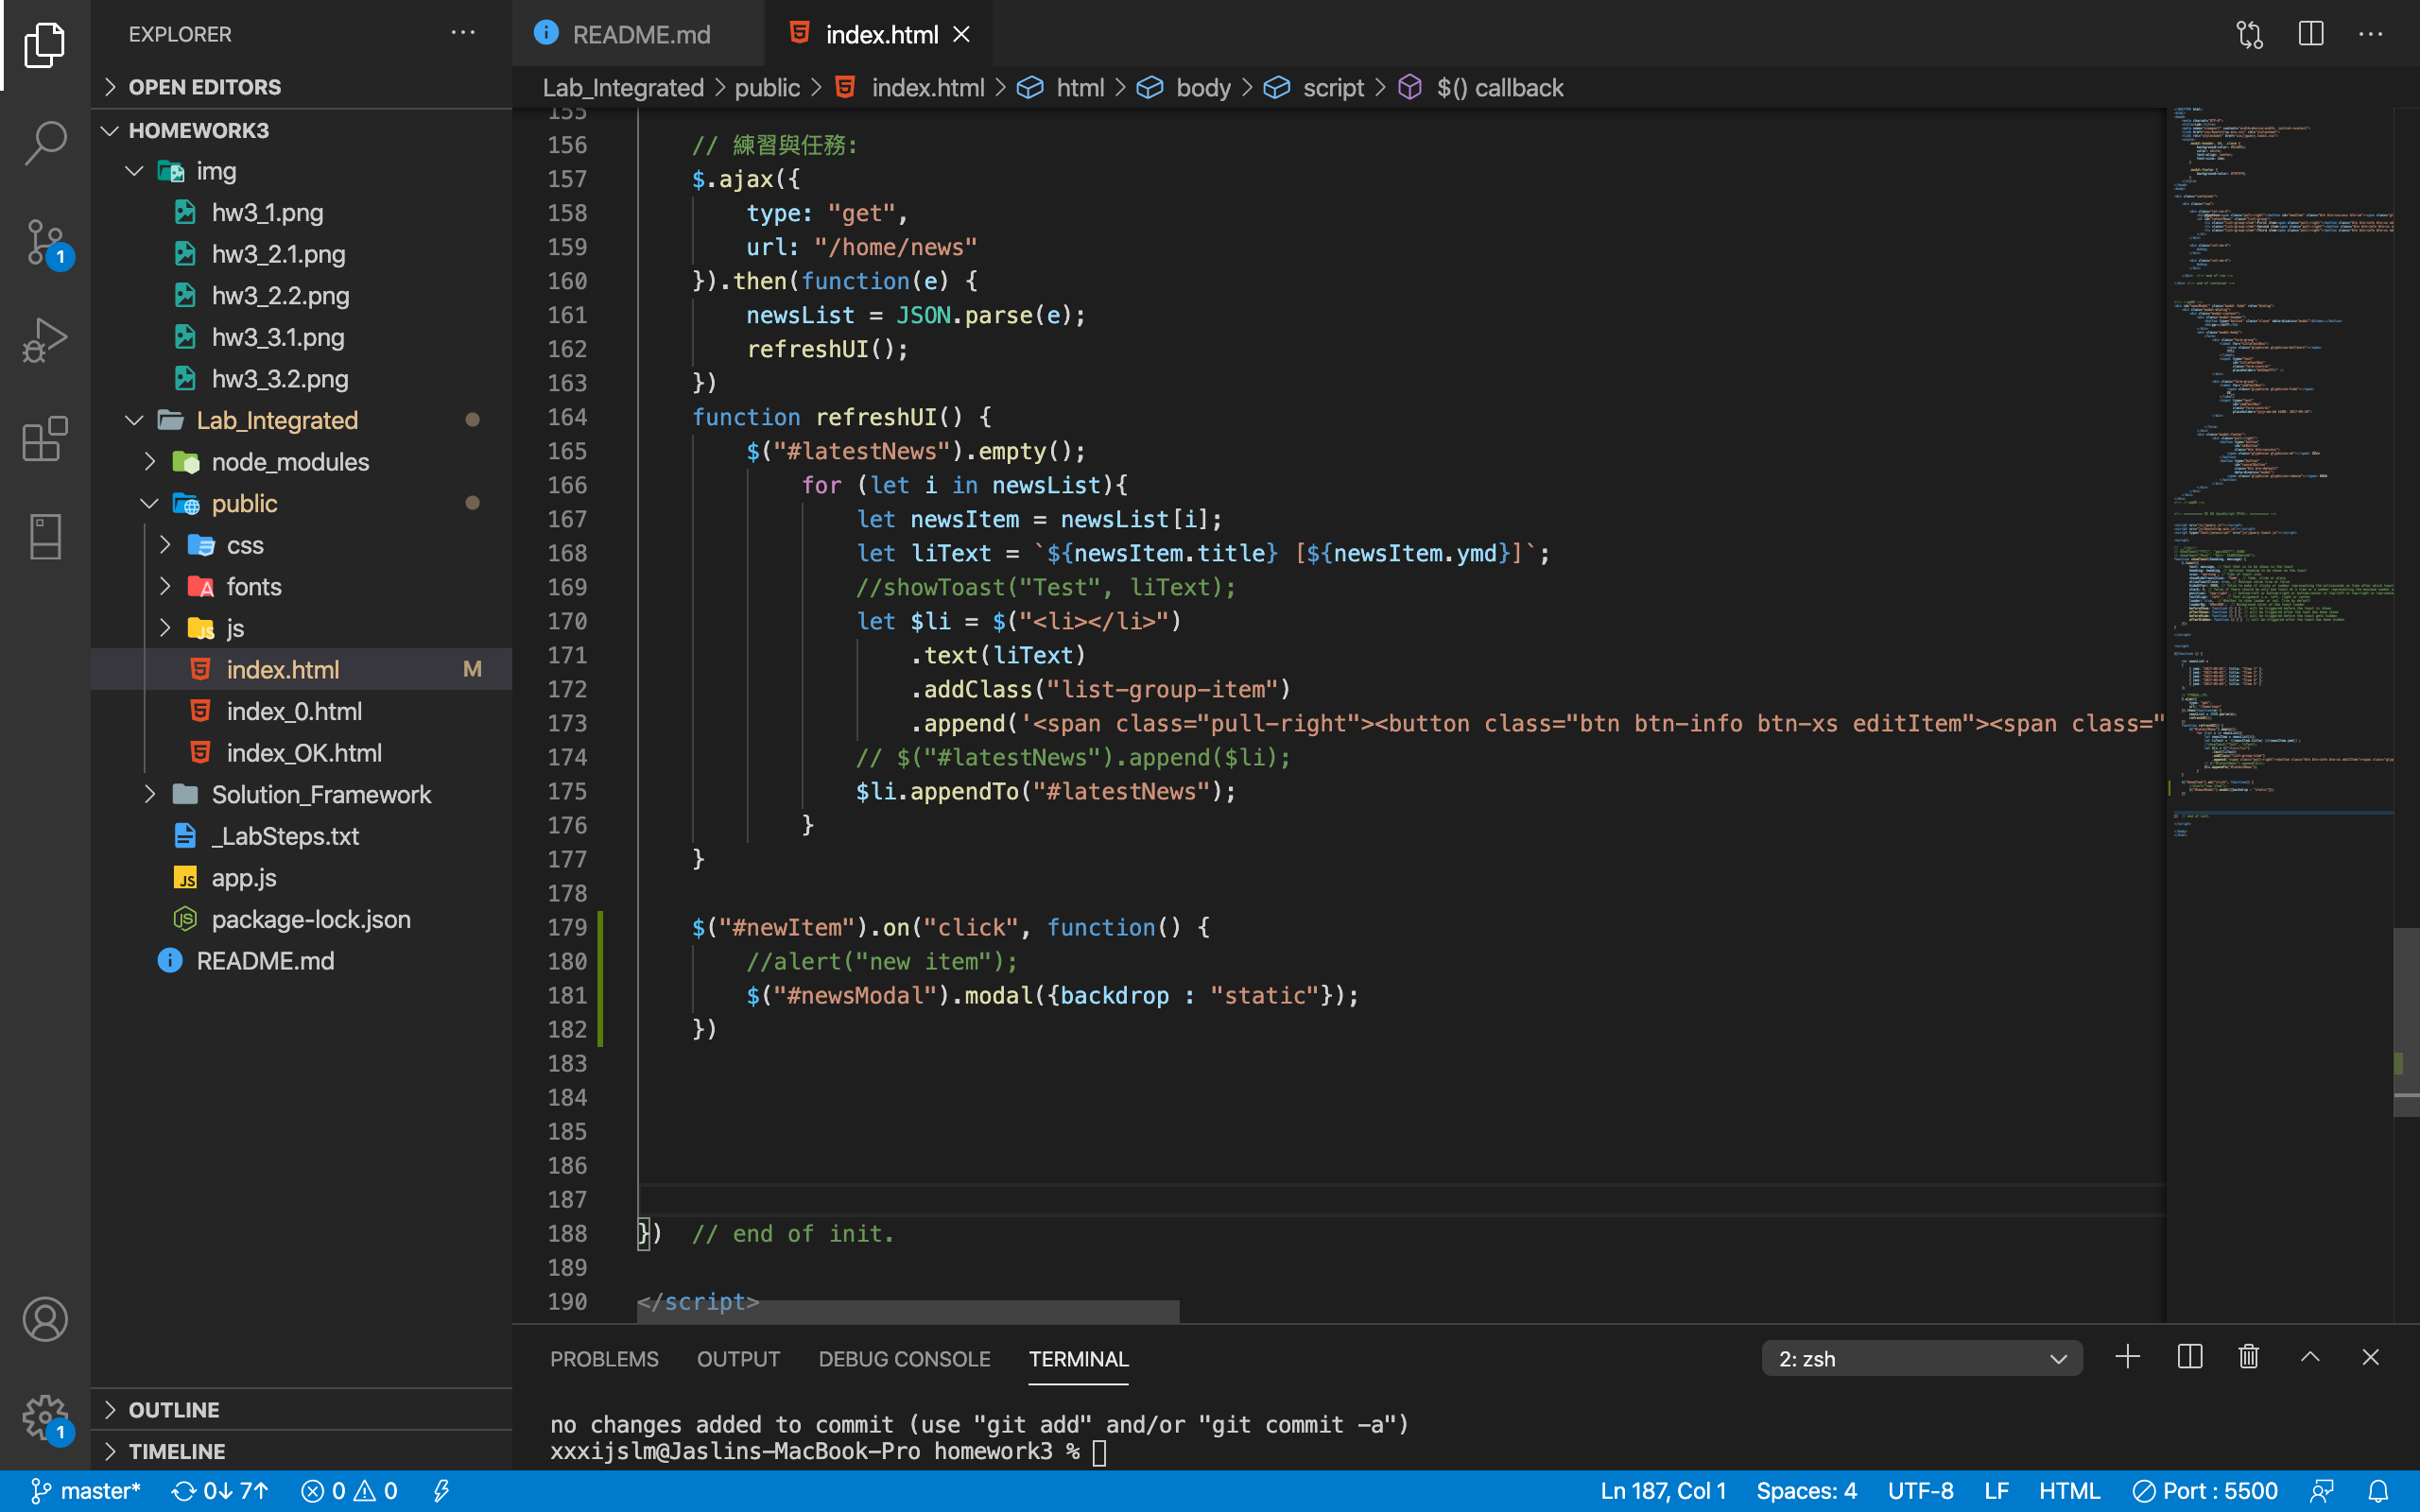 EXPLORER
OPEN EDITORS
HOMEWORK3
img
hw3_1.png
hw3_2.1.png
hw3_2.2.png
hw3_3.1.png
hw3_3.2.png
Lab_Integrated
node_modules
public
css
fonts
js
index.html M
index_0.html
index_OK.html
Solution_Framework
_LabSteps.txt
app.js
package-lock.json
README.md
OUTLINE
TIMELINE
1
1
README.md
index.html
Lab_Integrated > public > index.html > html > body > script > $() callback
155
156 // 練習與任務:
157 $.ajax({
158 type: "get",
159 url: "/home/news"
160 }).then(function(e) {
161 newsList = JSON.parse(e);
162 refreshUI();
163 })
164 function refreshUI() {
165 $("#latestNews").empty();
166 for (let i in newsList){
167 let newsItem = newsList[i];
168 let liText = `${newsItem.title} [${newsItem.ymd}]`;
169 //showToast("Test", liText);
170 let $li = $("<li></li>")
171 .text(liText)
172 .addClass("list-group-item")
173 .append('<span class="pull-right"><button class="btn btn-info btn-xs editItem"><span class="
174 // $("#latestNews").append($li);
175 $li.appendTo("#latestNews");
176 }
177 }
178
179 $("#newItem").on("click", function() {
180 //alert("new item");
181 $("#newsModal").modal({backdrop : "static"});
182 })
183
184
185
186
187
188 }) // end of init.
189
190 </script>
PROBLEMS OUTPUT DEBUG CONSOLE TERMINAL
2: zsh
no changes added to commit (use "git add" and/or "git commit -a")
xxxijslm@Jaslins-MacBook-Pro homework3 %
master* 0↓ 7↑ 0 0
Ln 187, Col 1 Spaces: 4 UTF-8 LF HTML Port : 5500